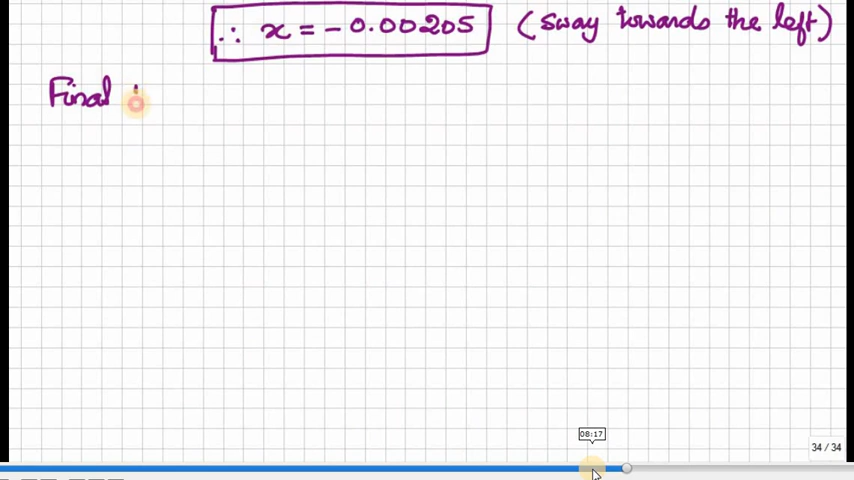 ∴ x = - 0.00205 (sway towards the left)
Final
08:17
34 / 34